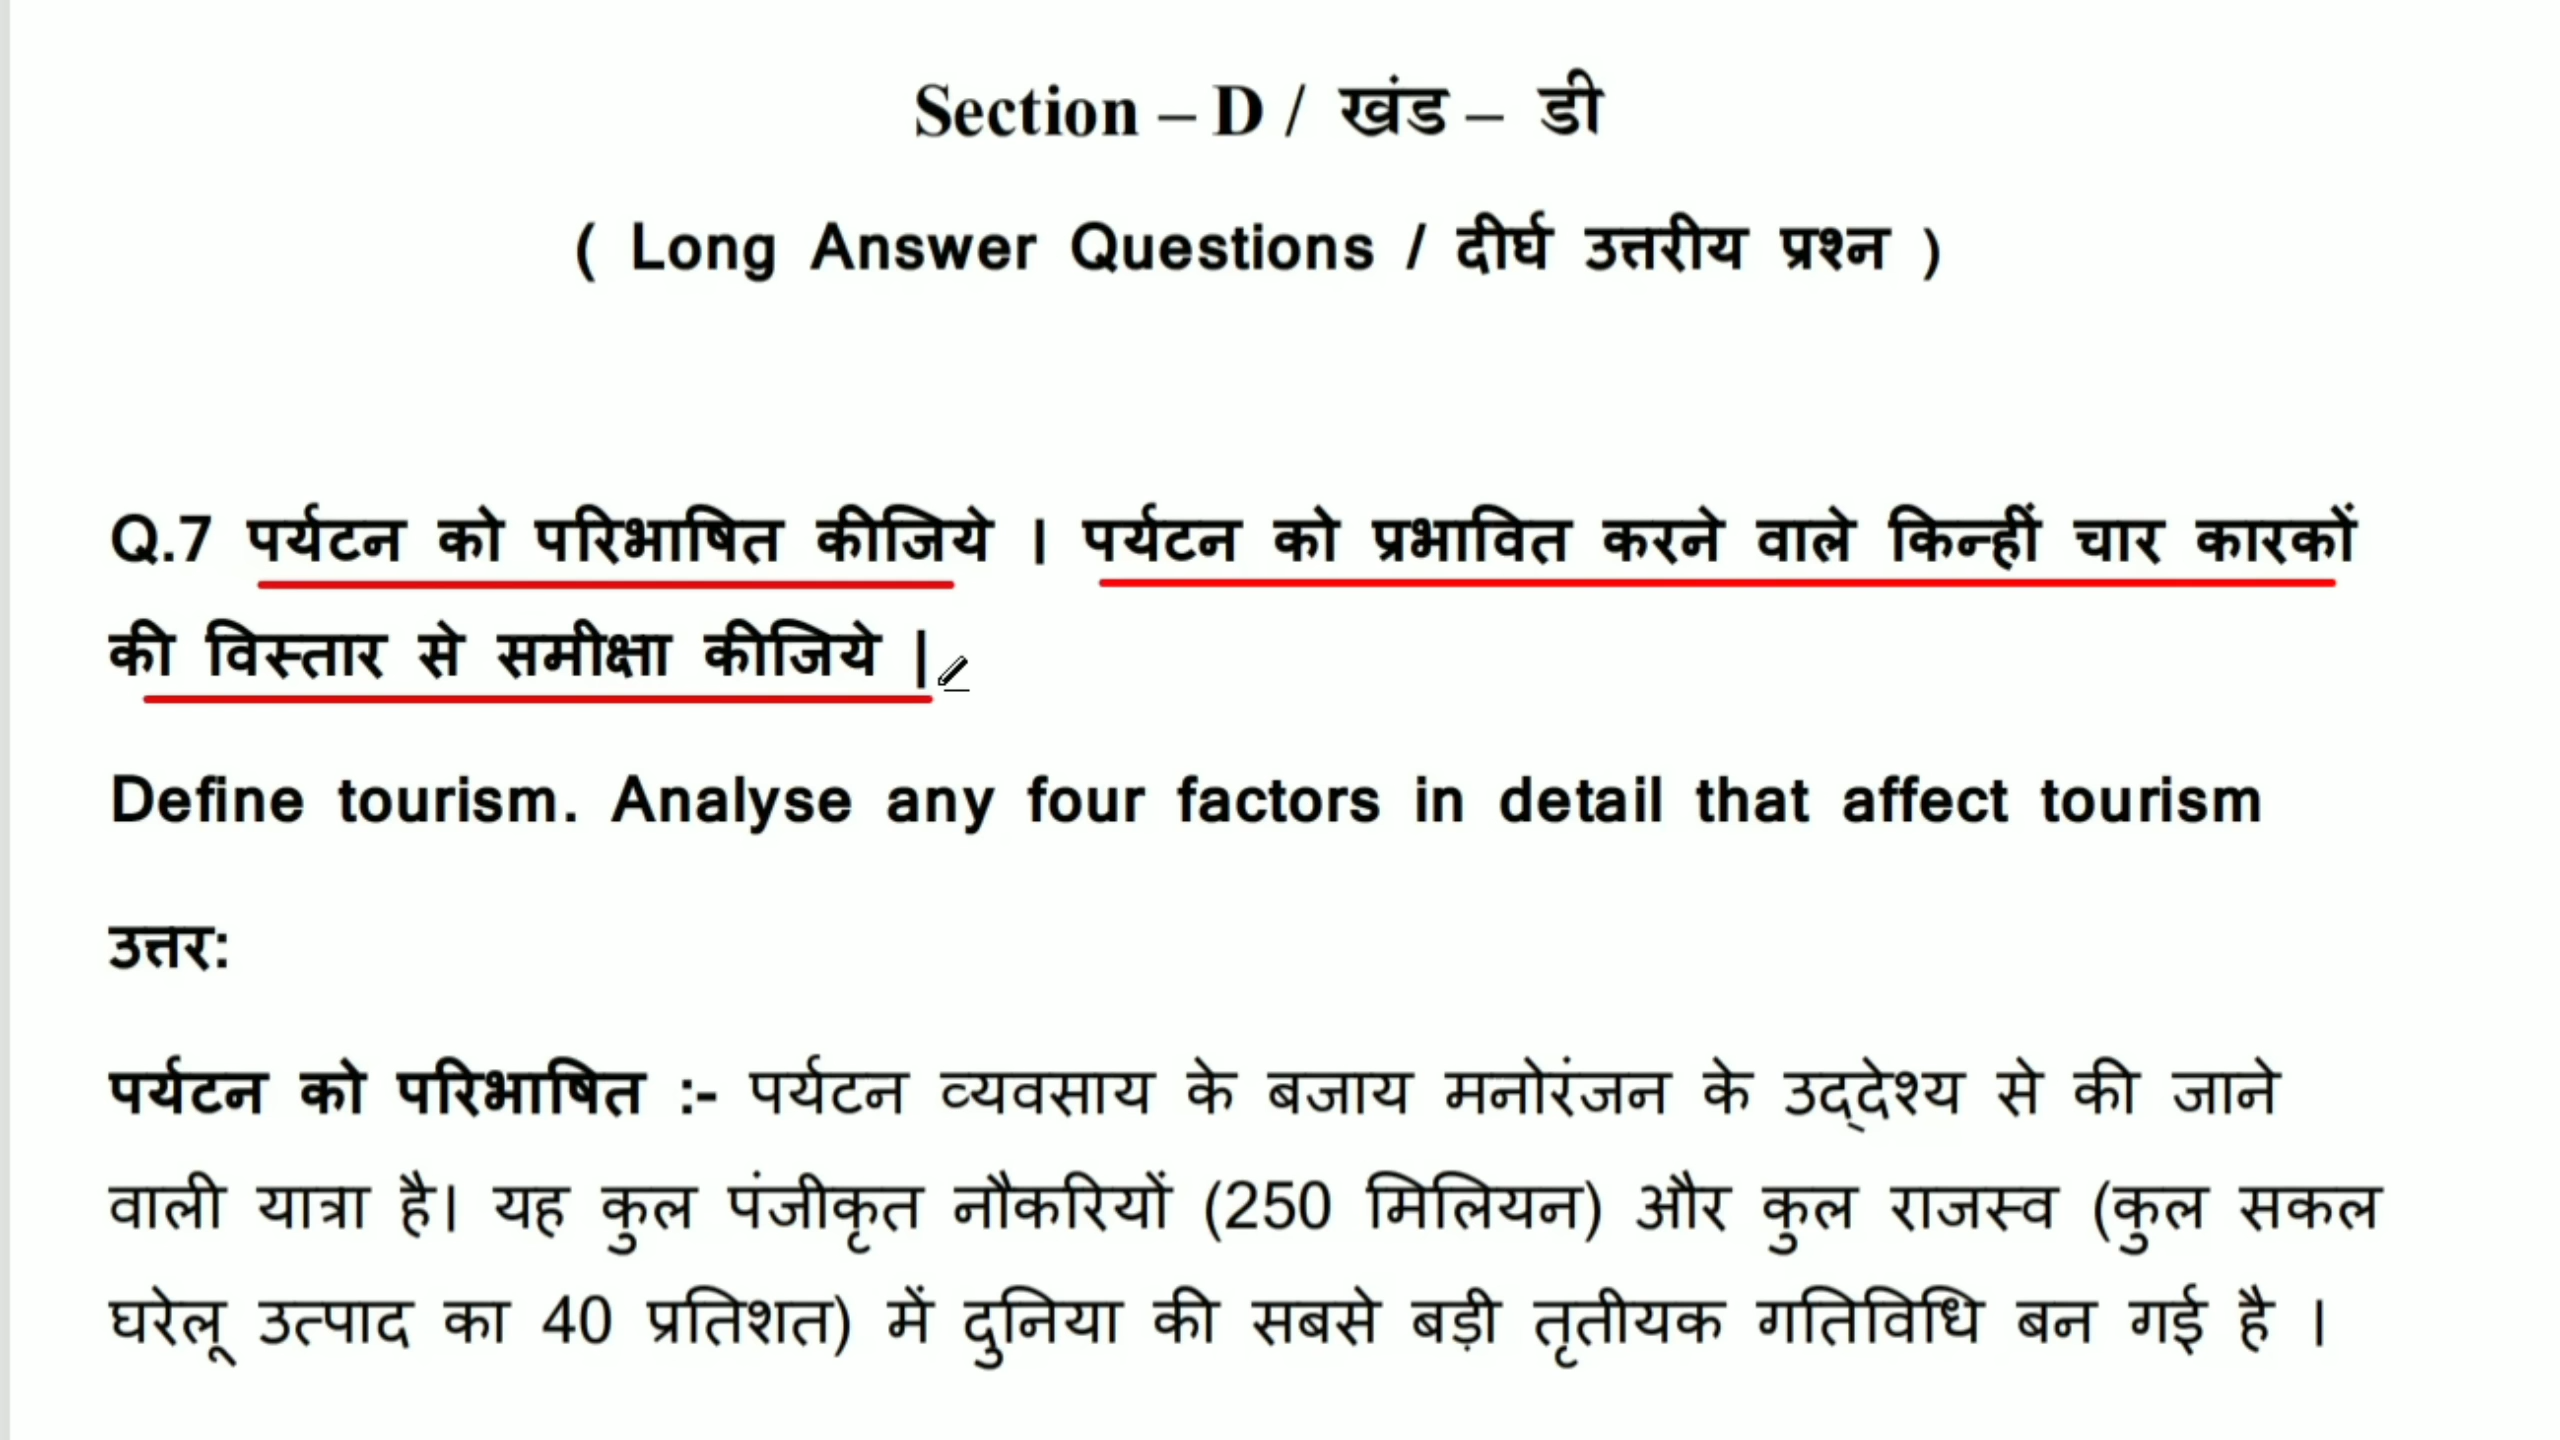 Section – D / खंड – डी
( Long Answer Questions / दीर्घ उत्तरीय प्रश्न )
Q.7 पर्यटन को परिभाषित कीजिये । पर्यटन को प्रभावित करने वाले किन्हीं चार कारकों
की विस्तार से समीक्षा कीजिये |
Define tourism. Analyse any four factors in detail that affect tourism
उत्तर:
पर्यटन को परिभाषित :- पर्यटन व्यवसाय के बजाय मनोरंजन के उद्देश्य से की जाने
वाली यात्रा है। यह कुल पंजीकृत नौकरियों (250 मिलियन) और कुल राजस्व (कुल सकल
घरेलू उत्पाद का 40 प्रतिशत) में दुनिया की सबसे बड़ी तृतीयक गतिविधि बन गई है ।